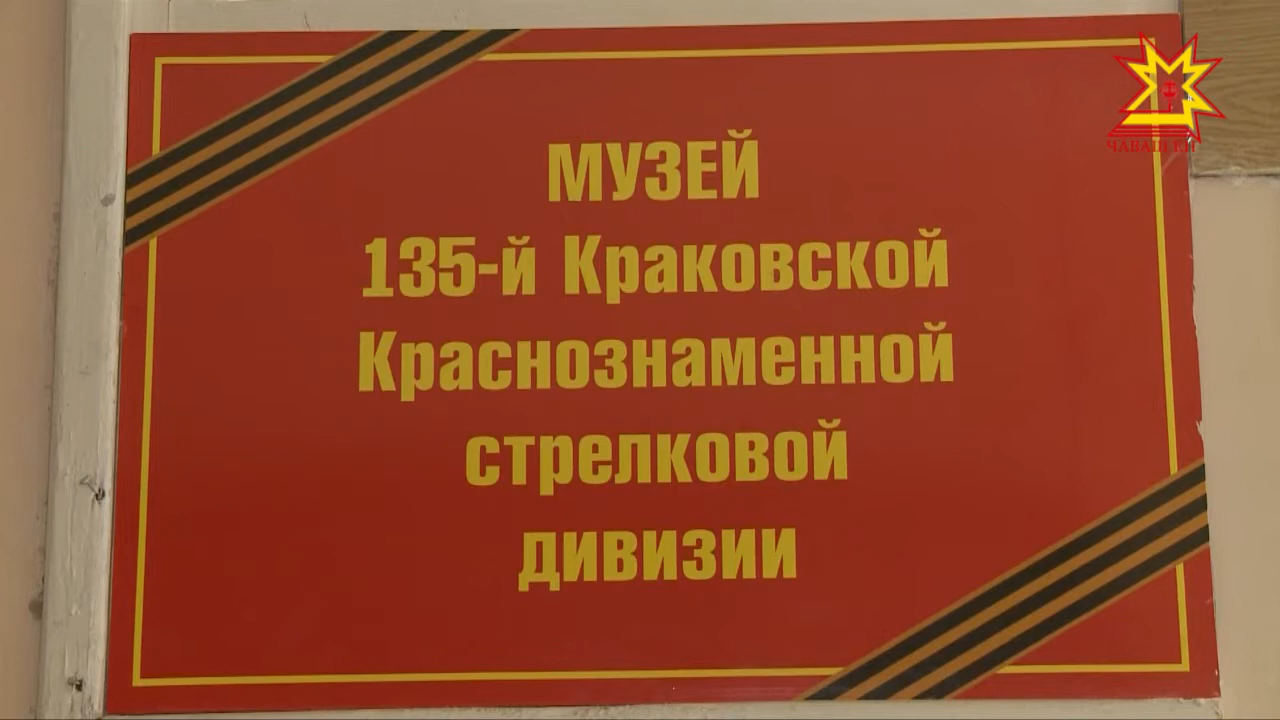 МУЗЕЙ
135-й Краковской
Краснознаменной
стрелковой
дивизии